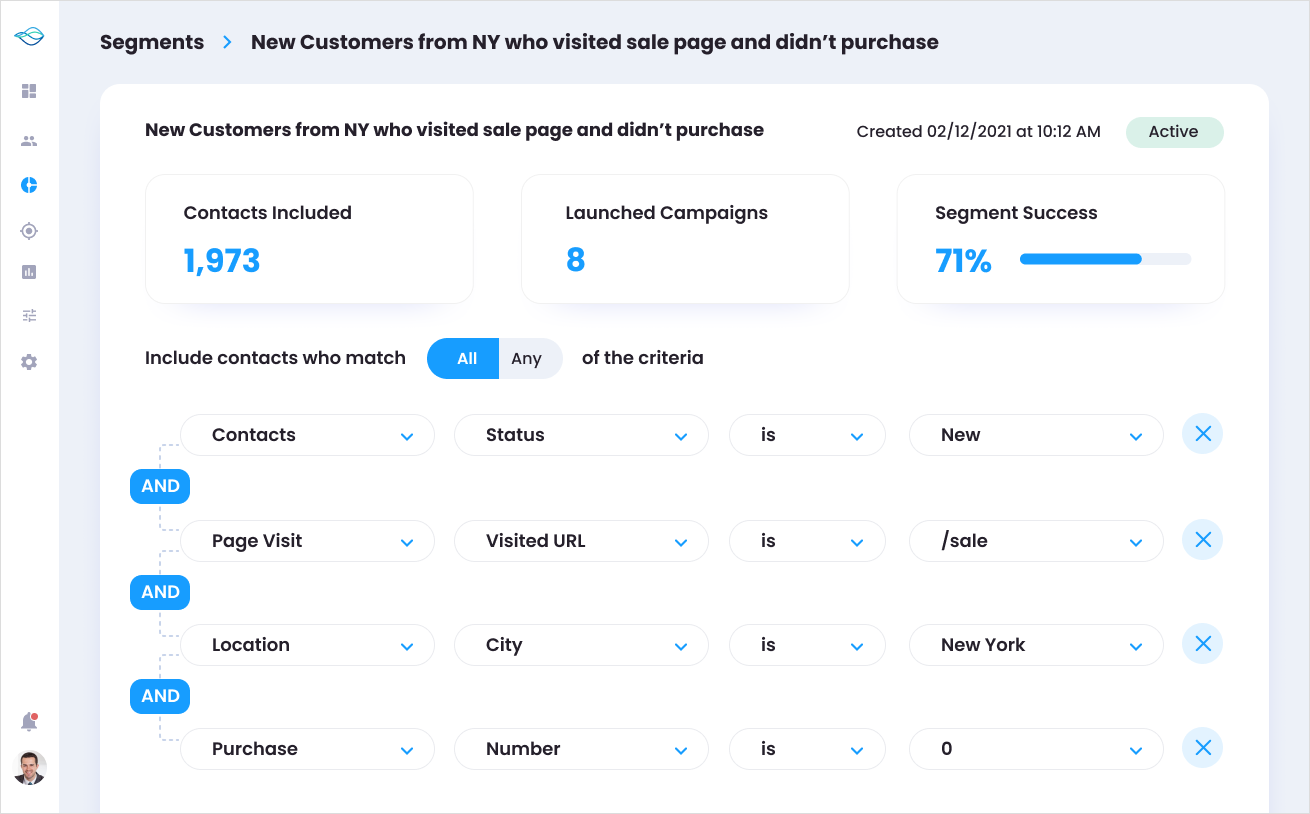 Segments > New Customers from NY who visited sale page and didn’t purchase
New Customers from NY who visited sale page and didn’t purchase Created 02/12/2021 at 10:12 AM Active
Contacts Included Launched Campaigns Segment Success
1,973 8 71%
Include contacts who match All Any of the criteria
Contacts Status is New
AND
Page Visit Visited URL is /sale
AND
Location City is New York
AND
Purchase Number is 0